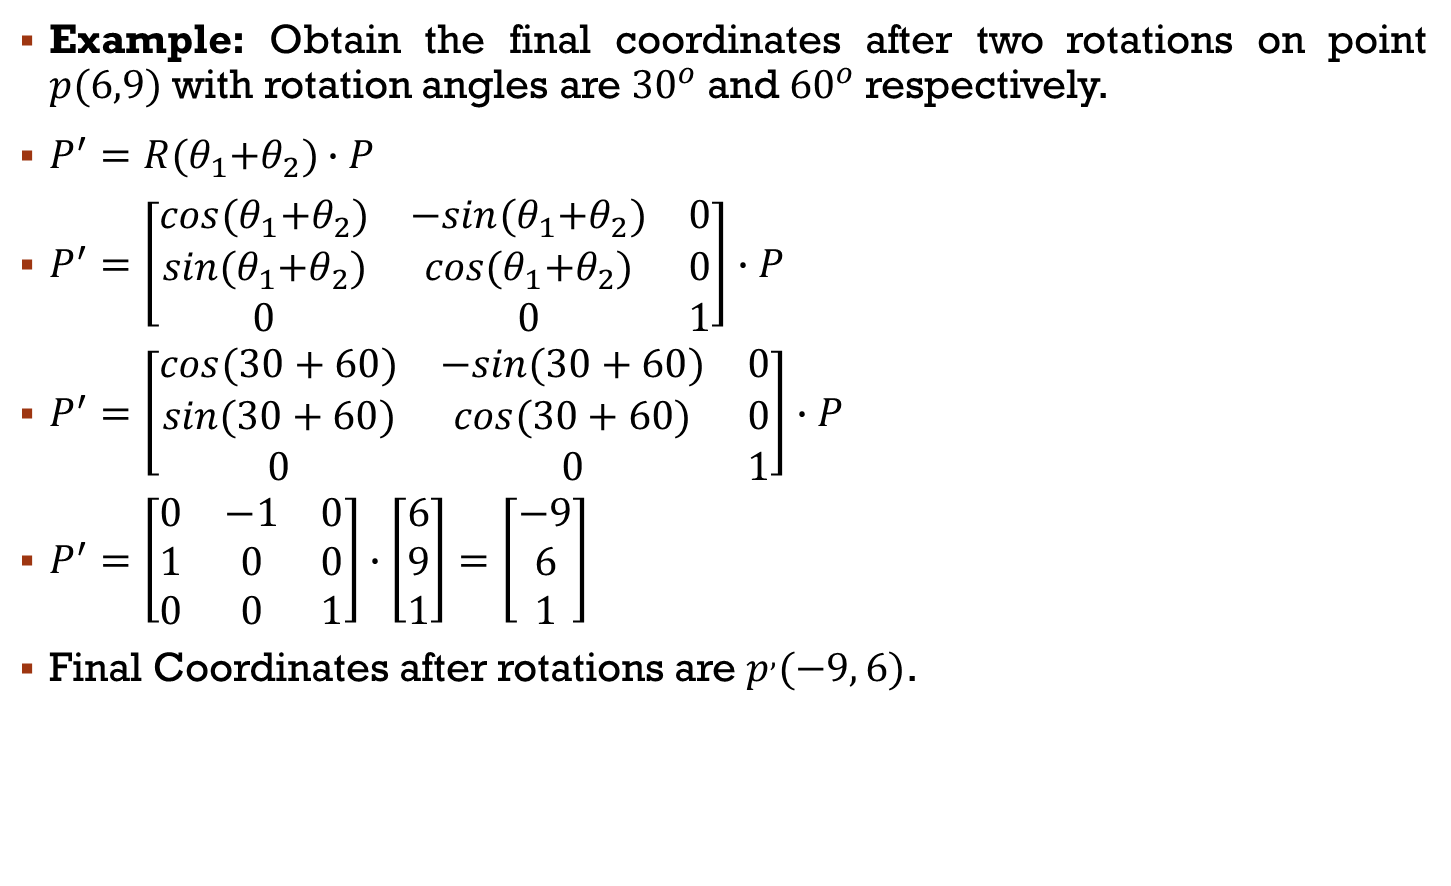 ▪ Example: Obtain the final coordinates after two rotations on point
p(6,9) with rotation angles are 30ᵒ and 60ᵒ respectively.
▪ P′ = R(θ₁+θ₂) · P
▪ P′ = [cos(θ₁+θ₂) −sin(θ₁+θ₂) 0
sin(θ₁+θ₂) cos(θ₁+θ₂) 0
0 0 1] · P
▪ P′ = [cos(30 + 60) −sin(30 + 60) 0
sin(30 + 60) cos(30 + 60) 0
0 0 1] · P
▪ P′ = [0 −1 0
1 0 0
0 0 1] · [6
9
1] = [−9
6
1]
▪ Final Coordinates after rotations are p,(−9, 6).